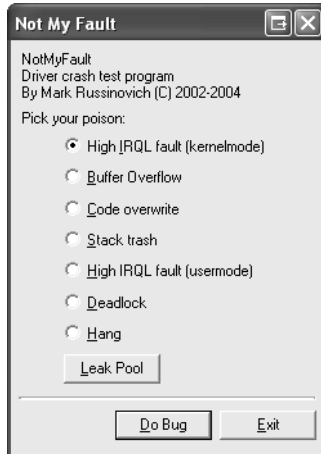 Not My Fault
NotMyFault
Driver crash test program
By Mark Russinovich (C) 2002-2004
Pick your poison:
High IRQL fault (kernelmode)
Buffer Overflow
Code overwrite
Stack trash
High IRQL fault (usermode)
Deadlock
Hang
Leak Pool
Do Bug Exit